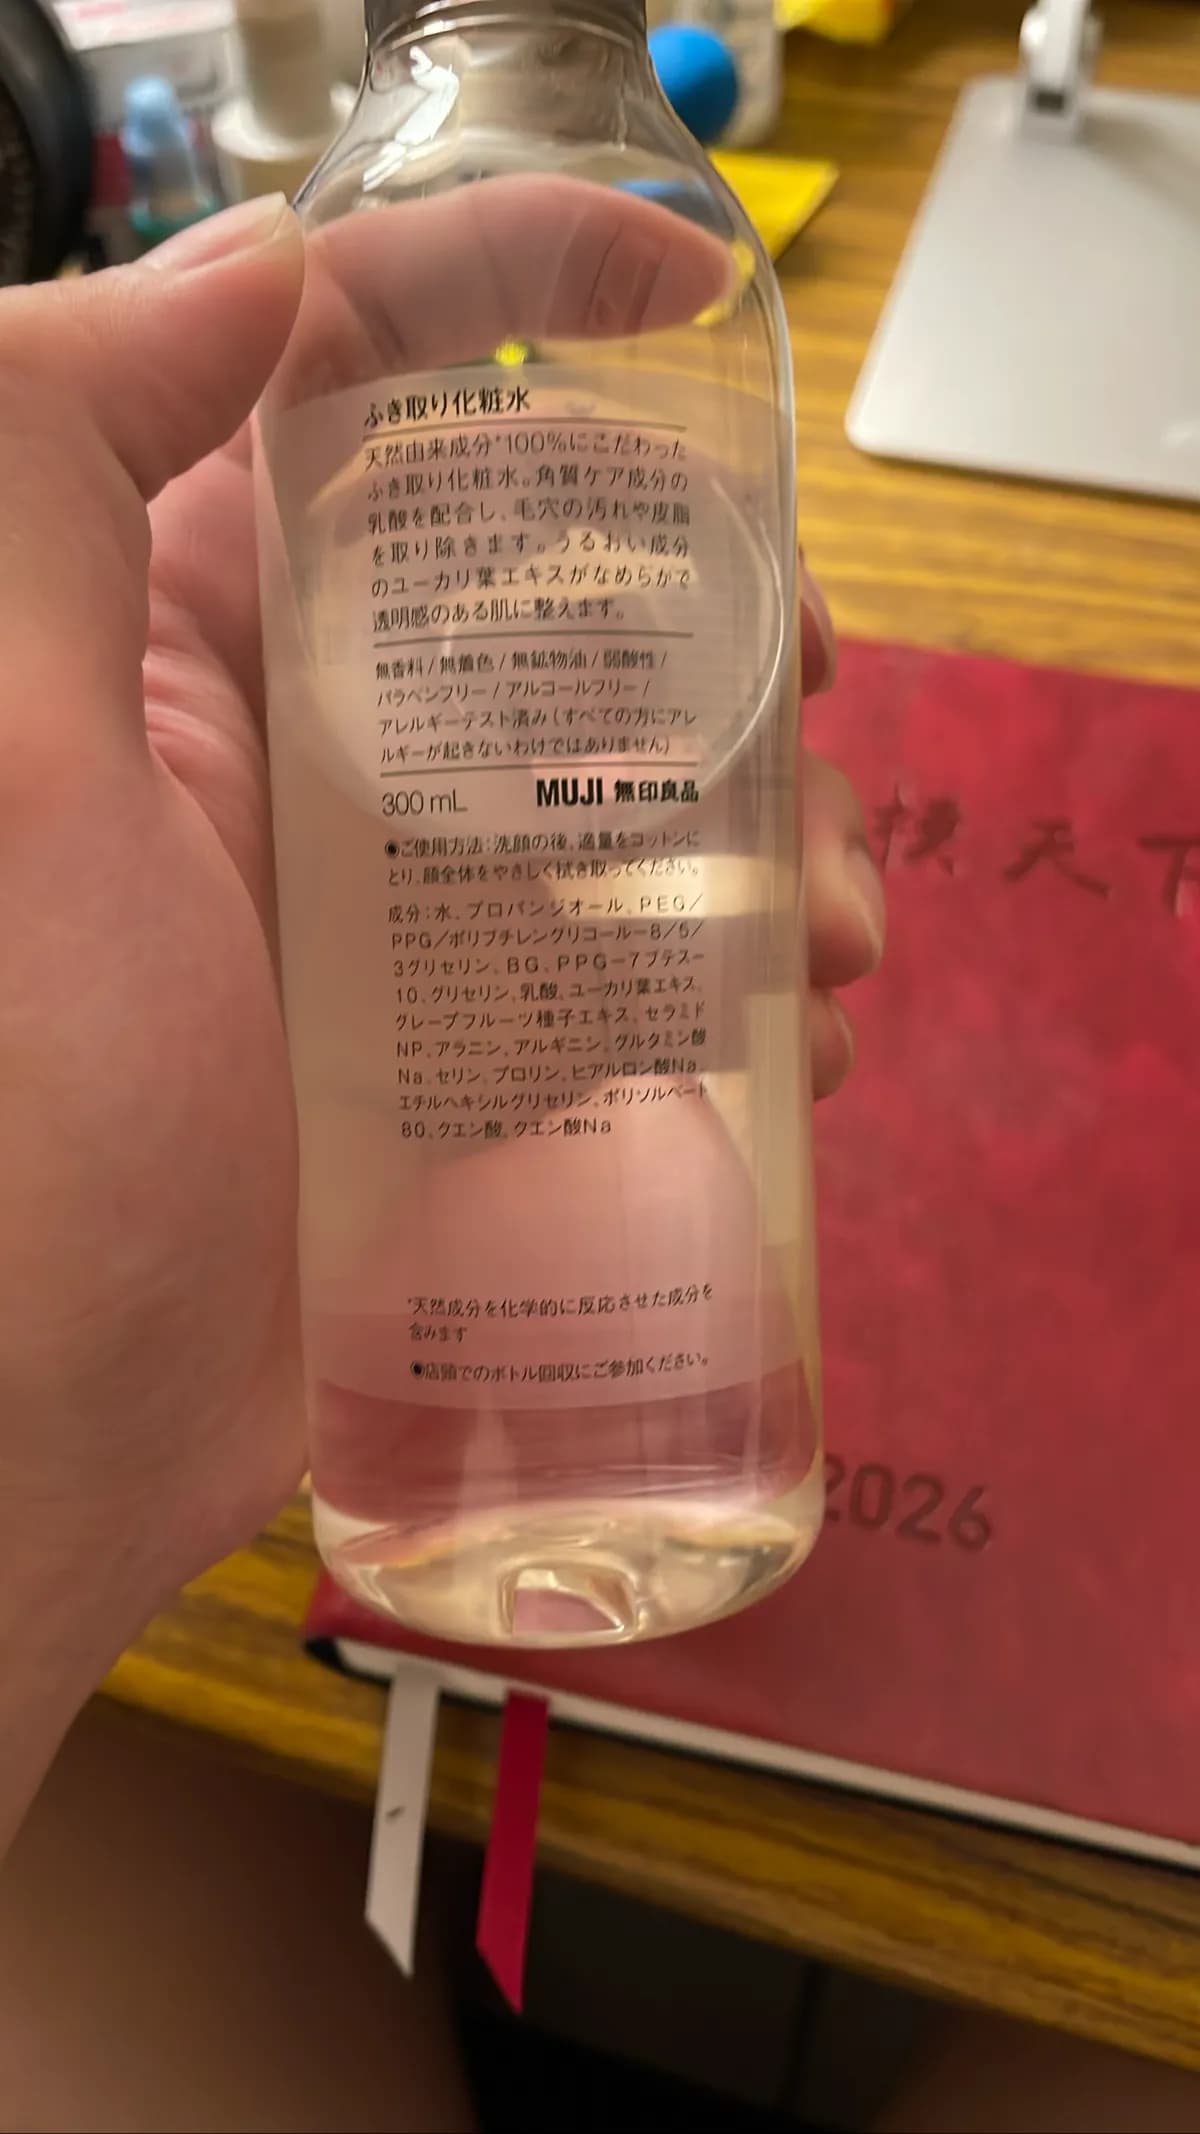 ふき取り化粧水
天然由来成分*100%にこだわった
ふき取り化粧水。角質ケア成分の
乳酸を配合し、毛穴の汚れや皮脂
を取り除きます。うるおい成分
のユーカリ葉エキスがなめらかで
透明感のある肌に整えます。
無香料/無着色/無鉱物油/弱酸性/
パラベンフリー/アルコールフリー/
アレルギーテスト済み(すべての方にアレ
ルギーが起きないわけではありません)
300 mL MUJI 無印良品
◉ご使用方法:洗顔の後、適量をコットンに
とり、顔全体をやさしく拭き取ってください。
成分:水、プロパンジオール、PEG/
PPG/ポリブチレングリコール-8/5/
3グリセリン、BG、PPG-7ブテス-
10、グリセリン、乳酸、ユーカリ葉エキス、
グレープフルーツ種子エキス、セラミド
NP、アラニン、アルギニン、グルタミン酸
Na、セリン、プロリン、ヒアルロン酸Na、
エチルヘキシルグリセリン、ポリソルベート
80、クエン酸、クエン酸Na
*天然成分を化学的に反応させた成分を
含みます
◉店頭でのボトル回収にご参加ください。
天下
2026